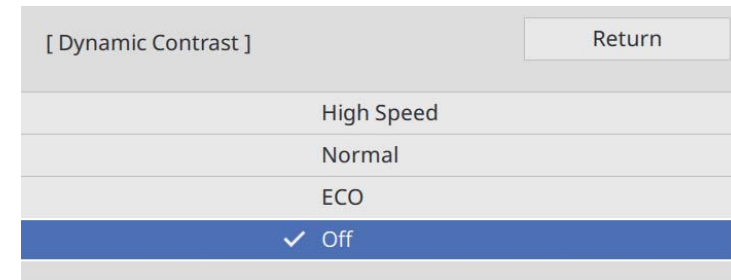 [ Dynamic Contrast ]
Return
High Speed
Normal
ECO
Off